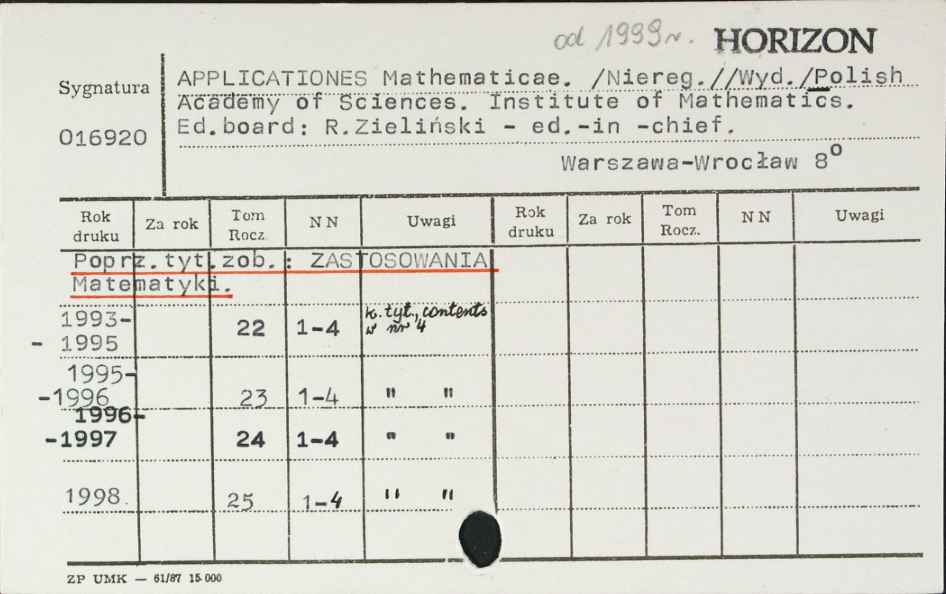 od 1999 r. HORIZON
Sygnatura
016920
APPLICATIONES Mathematicae. /Niereg.//Wyd./Polish
Academy of Sciences. Institute of Mathematics.
Ed.board: R.Zieliński - ed.-in -chief.
Warszawa-Wrocław 8º
Rok druku Za rok Tom Rocz. N N Uwagi Rok druku Za rok Tom Rocz. N N Uwagi
Poprz.tyt.zob.: ZASTOSOWANIA
Matematyki.
1993-
- 1995 22 1-4 k. tyt., contents w nr 4
1995-
-1996 23 1-4 " "
1996-
-1997 24 1-4 " "
1998. 25 1-4 " "
ZP UMK — 61/87 15 000